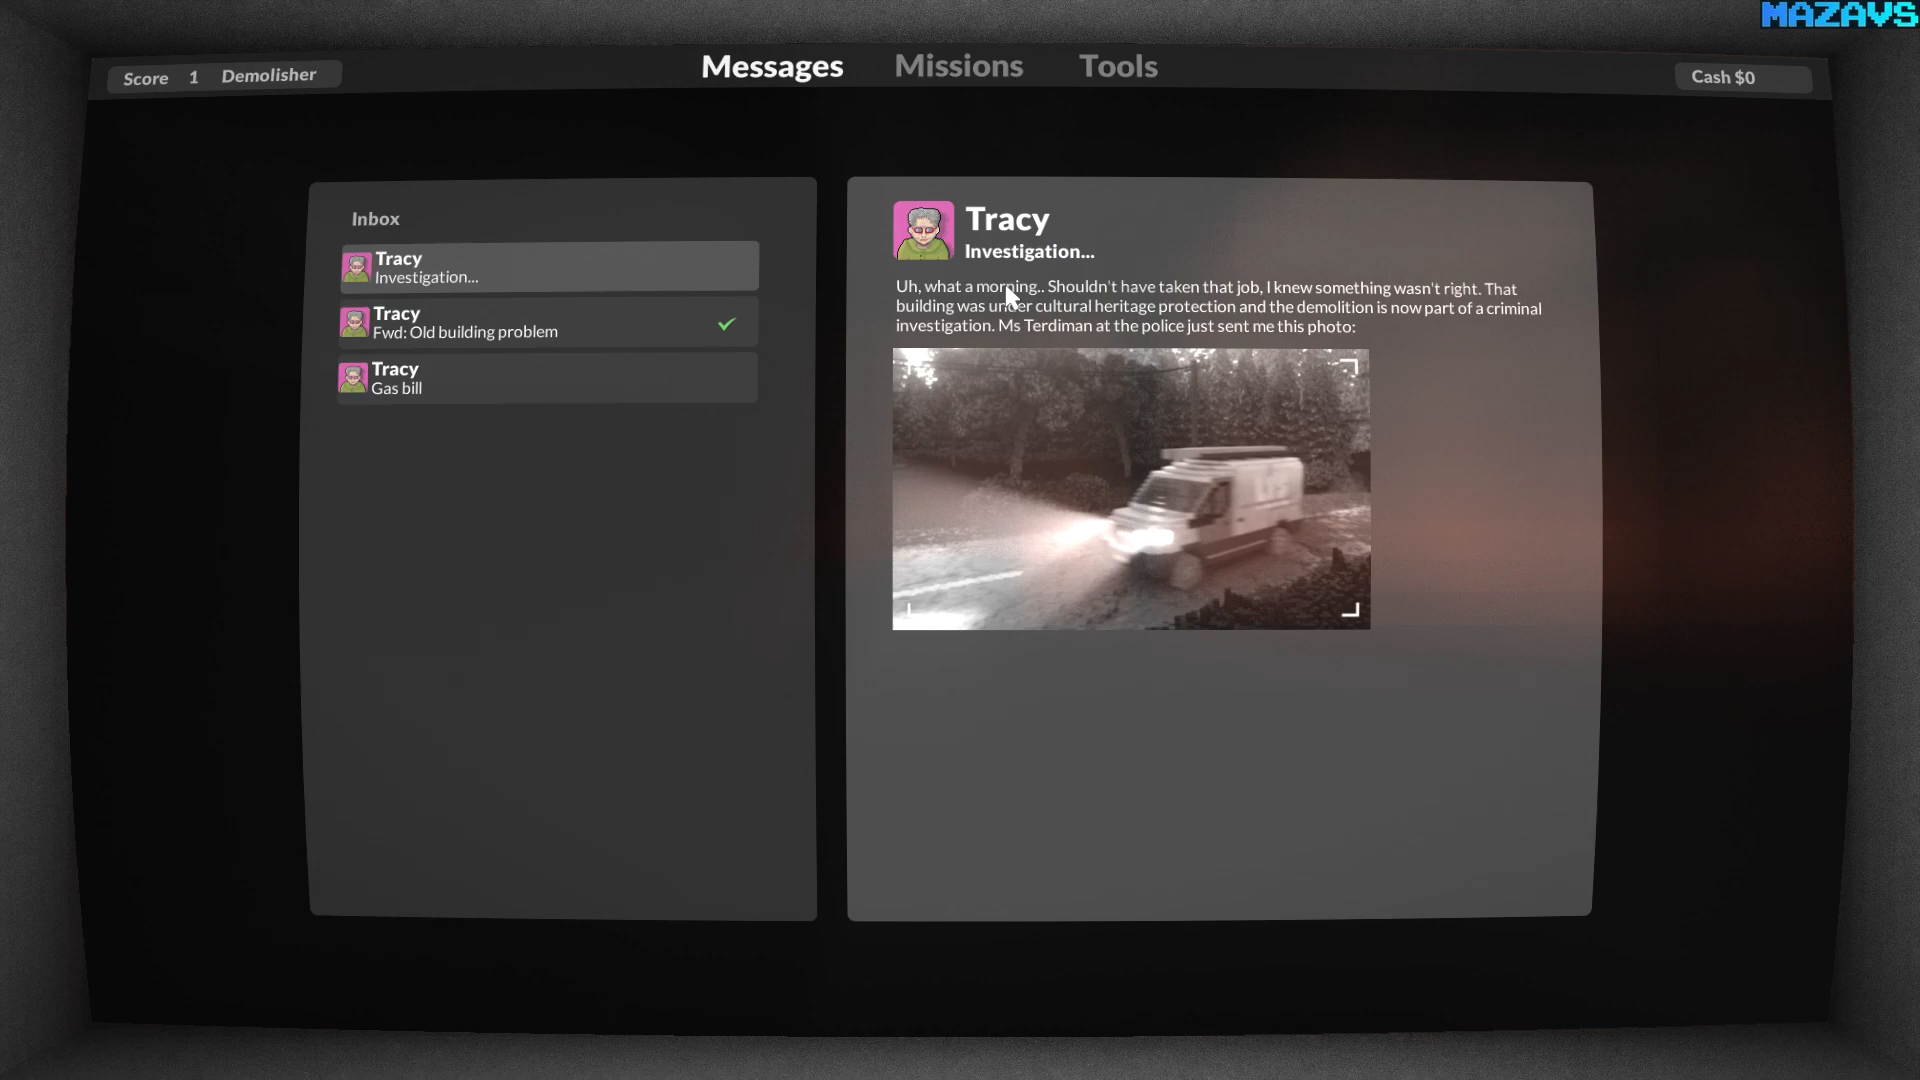 MAZAVS
Score 1 Demolisher
Messages Missions Tools
Cash $0
Inbox
Tracy
Investigation...
Tracy
Fwd: Old building problem
Tracy
Gas bill
Tracy
Investigation...
Uh, what a morning.. Shouldn't have taken that job, I knew something wasn't right. That
building was under cultural heritage protection and the demolition is now part of a criminal
investigation. Ms Terdiman at the police just sent me this photo: